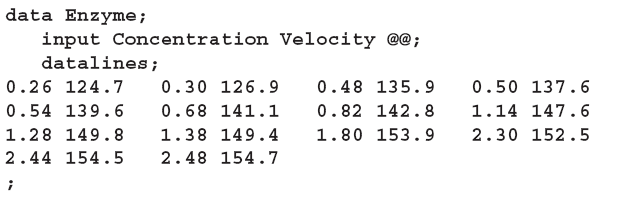 data Enzyme;
   input Concentration Velocity @@;
   datalines;
0.26 124.7   0.30 126.9   0.48 135.9   0.50 137.6
0.54 139.6   0.68 141.1   0.82 142.8   1.14 147.6
1.28 149.8   1.38 149.4   1.80 153.9   2.30 152.5
2.44 154.5   2.48 154.7
;